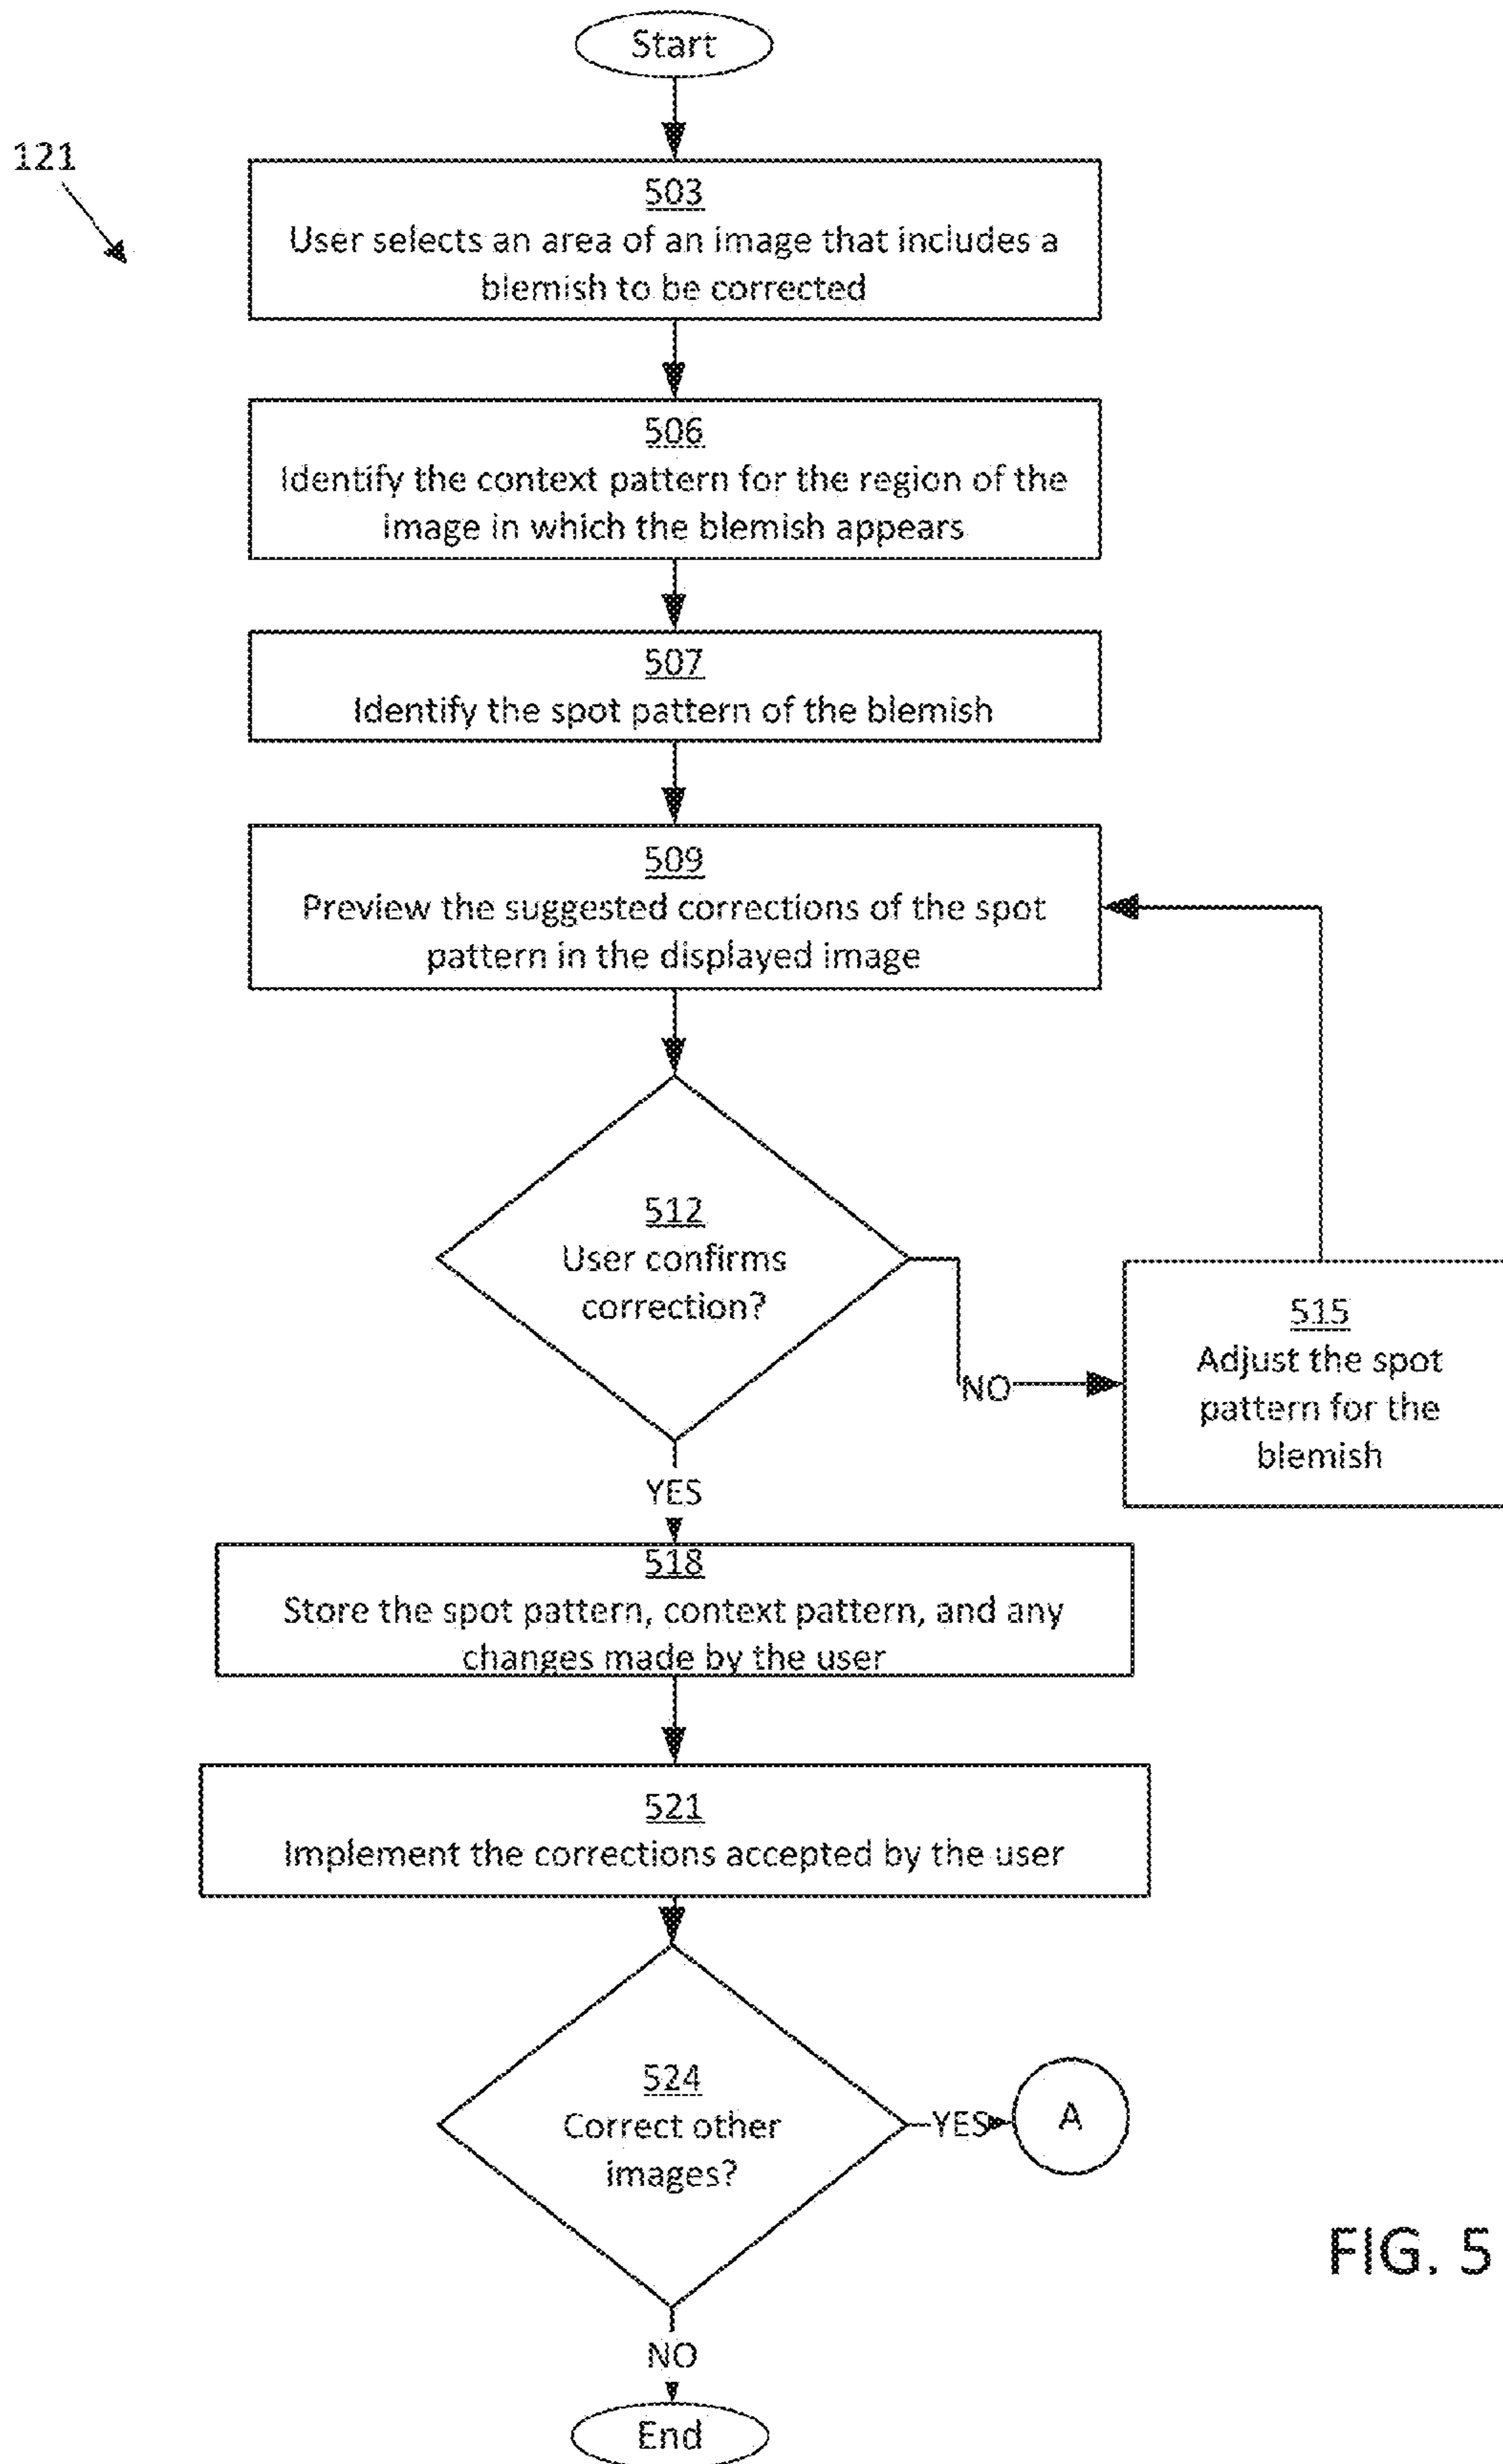 Start
121
503
User selects an area of an image that includes a
blemish to be corrected
506
Identify the context pattern for the region of the
image in which the blemish appears
507
Identify the spot pattern of the blemish
509
Preview the suggested corrections of the spot
pattern in the displayed image
512
User confirms
correction?
NO
515
Adjust the spot
pattern for the
blemish
YES
518
Store the spot pattern, context pattern, and any
changes made by the user
521
Implement the corrections accepted by the user
524
Correct other
images?
YES
A
FIG. 5
NO
End